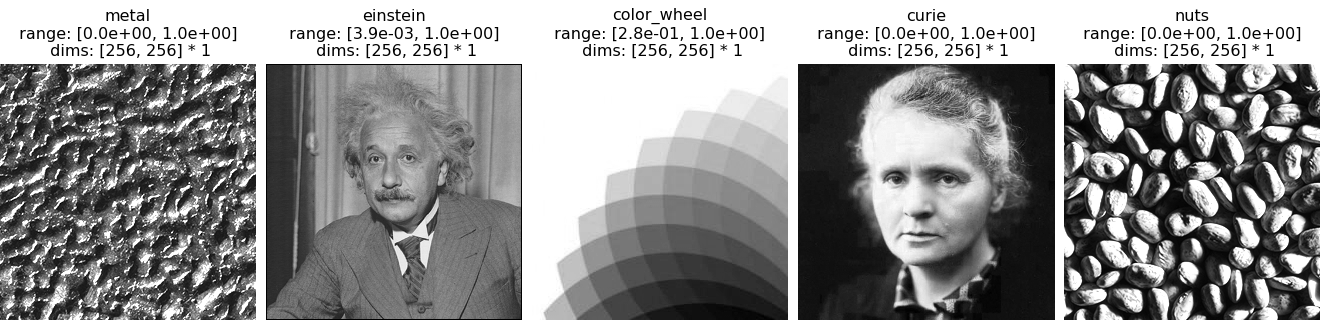 metal
range: [0.0e+00, 1.0e+00]
dims: [256, 256] * 1
einstein
range: [3.9e-03, 1.0e+00]
dims: [256, 256] * 1
color_wheel
range: [2.8e-01, 1.0e+00]
dims: [256, 256] * 1
curie
range: [0.0e+00, 1.0e+00]
dims: [256, 256] * 1
nuts
range: [0.0e+00, 1.0e+00]
dims: [256, 256] * 1